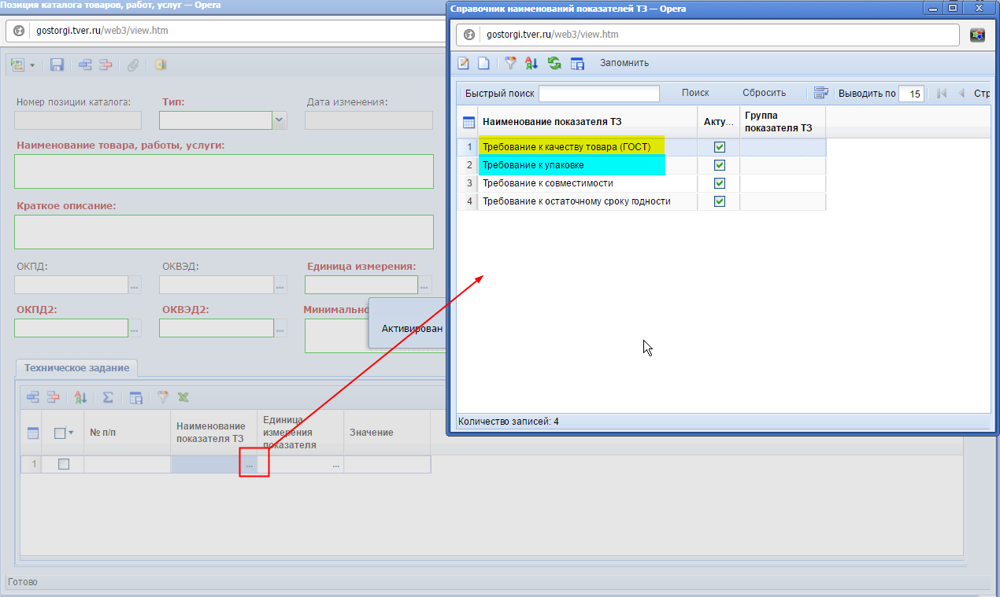 Позиция каталога товаров, работ, услуг — Opera
gostorgi.tver.ru/web3/view.htm
Номер позиции каталога:
Тип:
Дата изменения:
Наименование товара, работы, услуги:
Краткое описание:
ОКПД:
ОКВЭД:
Единица измерения:
...
...
...
ОКПД2:
ОКВЭД2:
Минимально
...
...
Активирован
Техническое задание
№ п/п
Наименование
показателя ТЗ
Единица
измерения
показателя
Значение
1
...
...
Готово
Справочник наименований показателей ТЗ — Opera
gostorgi.tver.ru/web3/view.htm
Запомнить
Быстрый поиск
Поиск
Сбросить
Выводить по
15
Стр
Наименование показателя ТЗ
Акту...
Группа
показателя ТЗ
1 Требование к качеству товара (ГОСТ)
2 Требование к упаковке
3 Требование к совместимости
4 Требование к остаточному сроку годности
Количество записей: 4